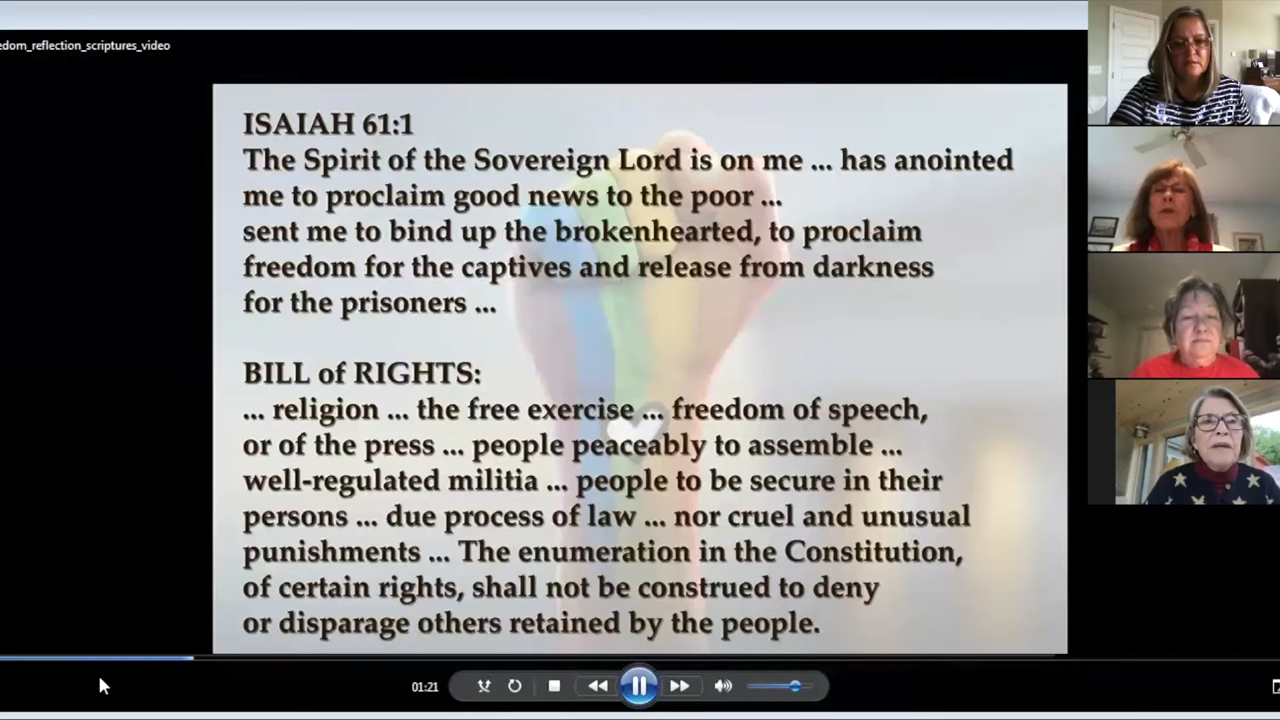 edom_reflection_scriptures_video
ISAIAH 61:1
The Spirit of the Sovereign Lord is on me ... has anointed
me to proclaim good news to the poor ...
sent me to bind up the brokenhearted, to proclaim
freedom for the captives and release from darkness
for the prisoners ...
BILL of RIGHTS:
... religion ... the free exercise ... freedom of speech,
or of the press ... people peaceably to assemble ...
well-regulated militia ... people to be secure in their
persons ... due process of law ... nor cruel and unusual
punishments ... The enumeration in the Constitution,
of certain rights, shall not be construed to deny
or disparage others retained by the people.
01:21